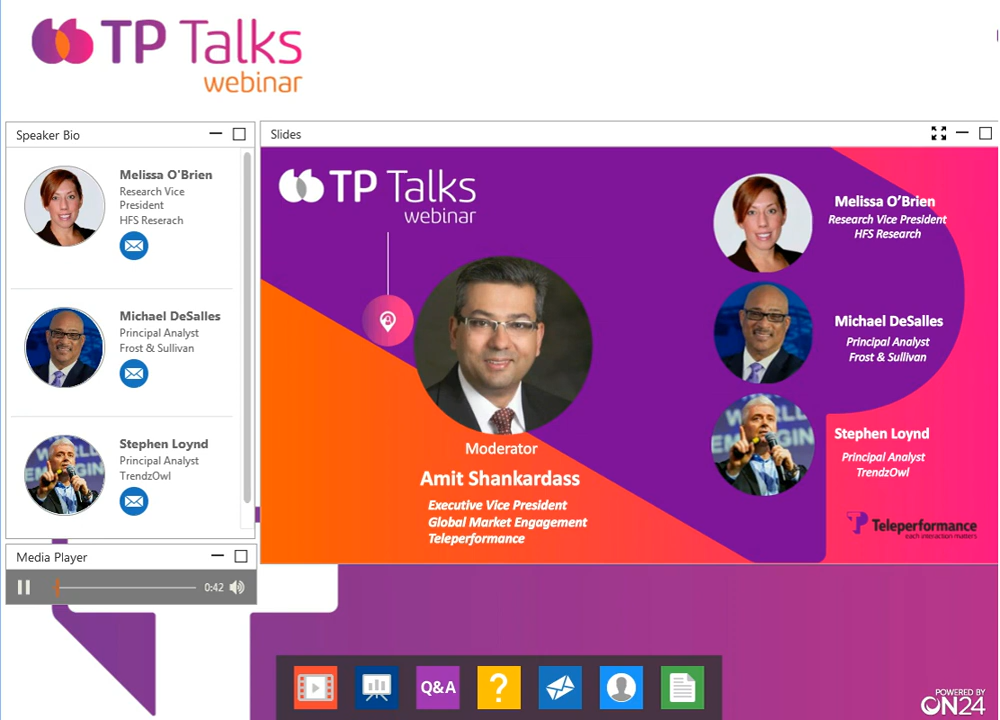 TP Talks
webinar
Speaker Bio
Melissa O'Brien
Research Vice
President
HFS Reserach
Michael DeSalles
Principal Analyst
Frost & Sullivan
Stephen Loynd
Principal Analyst
TrendzOwl
Media Player
0:42
Slides
TP Talks
webinar
Moderator
Amit Shankardass
Executive Vice President
Global Market Engagement
Teleperformance
Melissa O’Brien
Research Vice President
HFS Research
Michael DeSalles
Principal Analyst
Frost & Sullivan
Stephen Loynd
Principal Analyst
TrendzOwl
Teleperformance
each interaction matters
Q&A
?
POWERED BY
ON24